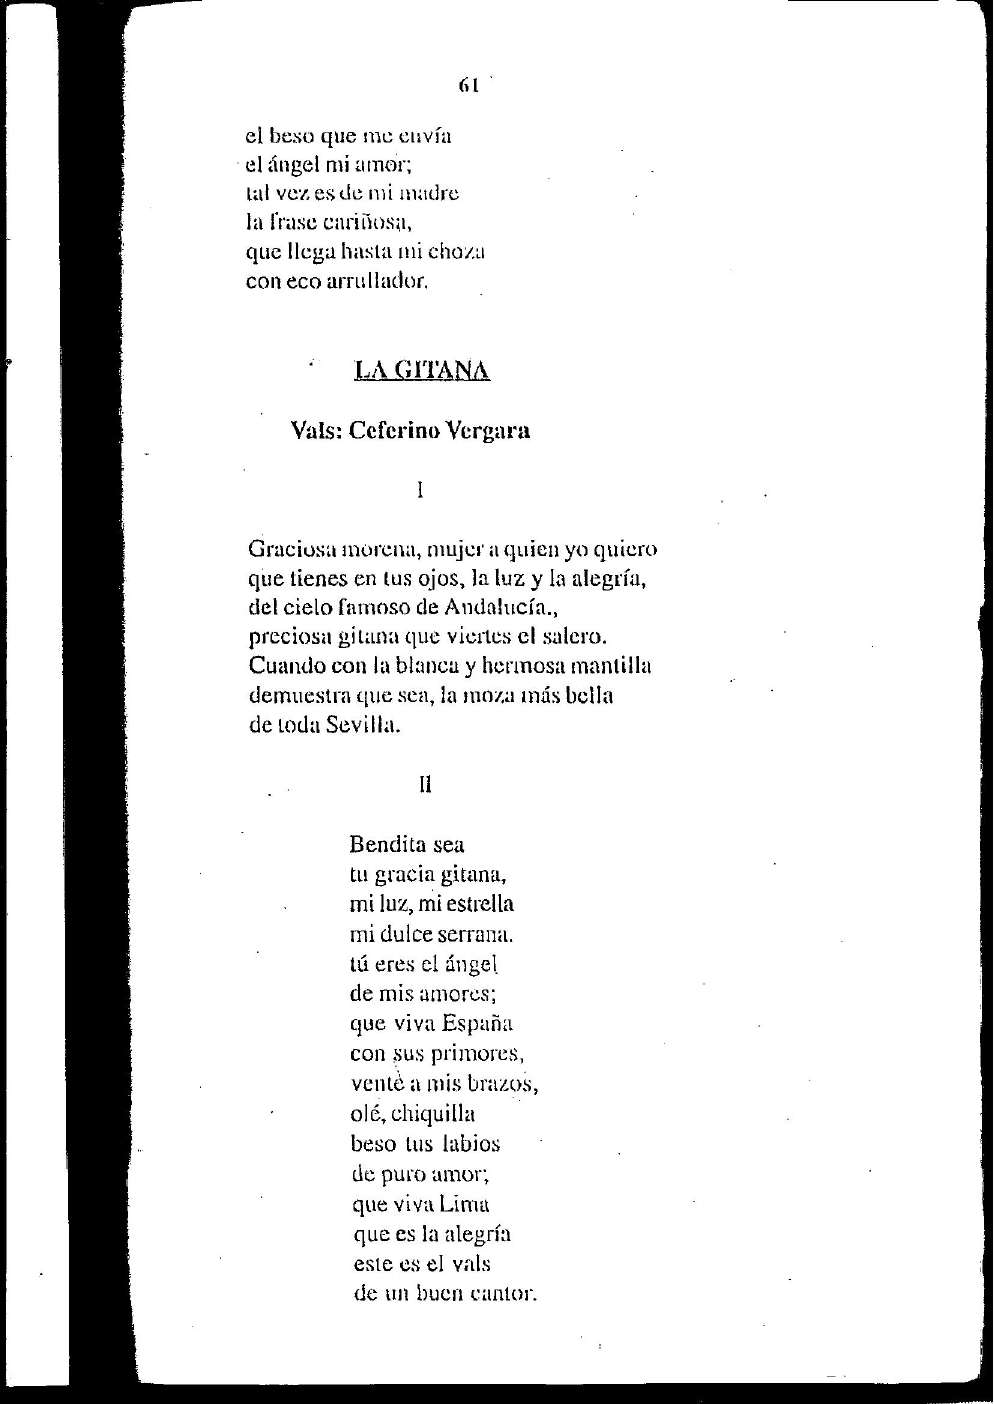 61
el beso que me envía
el ángel mi amor;
tal vez es de mi madre
la frase cariñosa,
que llega hasta mi choza
con eco arrullador.
LA GITANA
Vals: Ceferino Vergara
I
Graciosa morena, mujer a quien yo quiero
que tienes en tus ojos, la luz y la alegría,
del cielo famoso de Andalucía.,
preciosa gitana que viertes el salero.
Cuando con la blanca y hermosa mantilla
demuestra que sea, la moza más bella
de toda Sevilla.
II
Bendita sea
tu gracia gitana,
mi luz, mi estrella
mi dulce serrana.
tú eres el ángel
de mis amores;
que viva España
con sus primores,
vente a mis brazos,
olé, chiquilla
beso tus labios
de puro amor;
que viva Lima
que es la alegría
este es el vals
de un buen cantor.